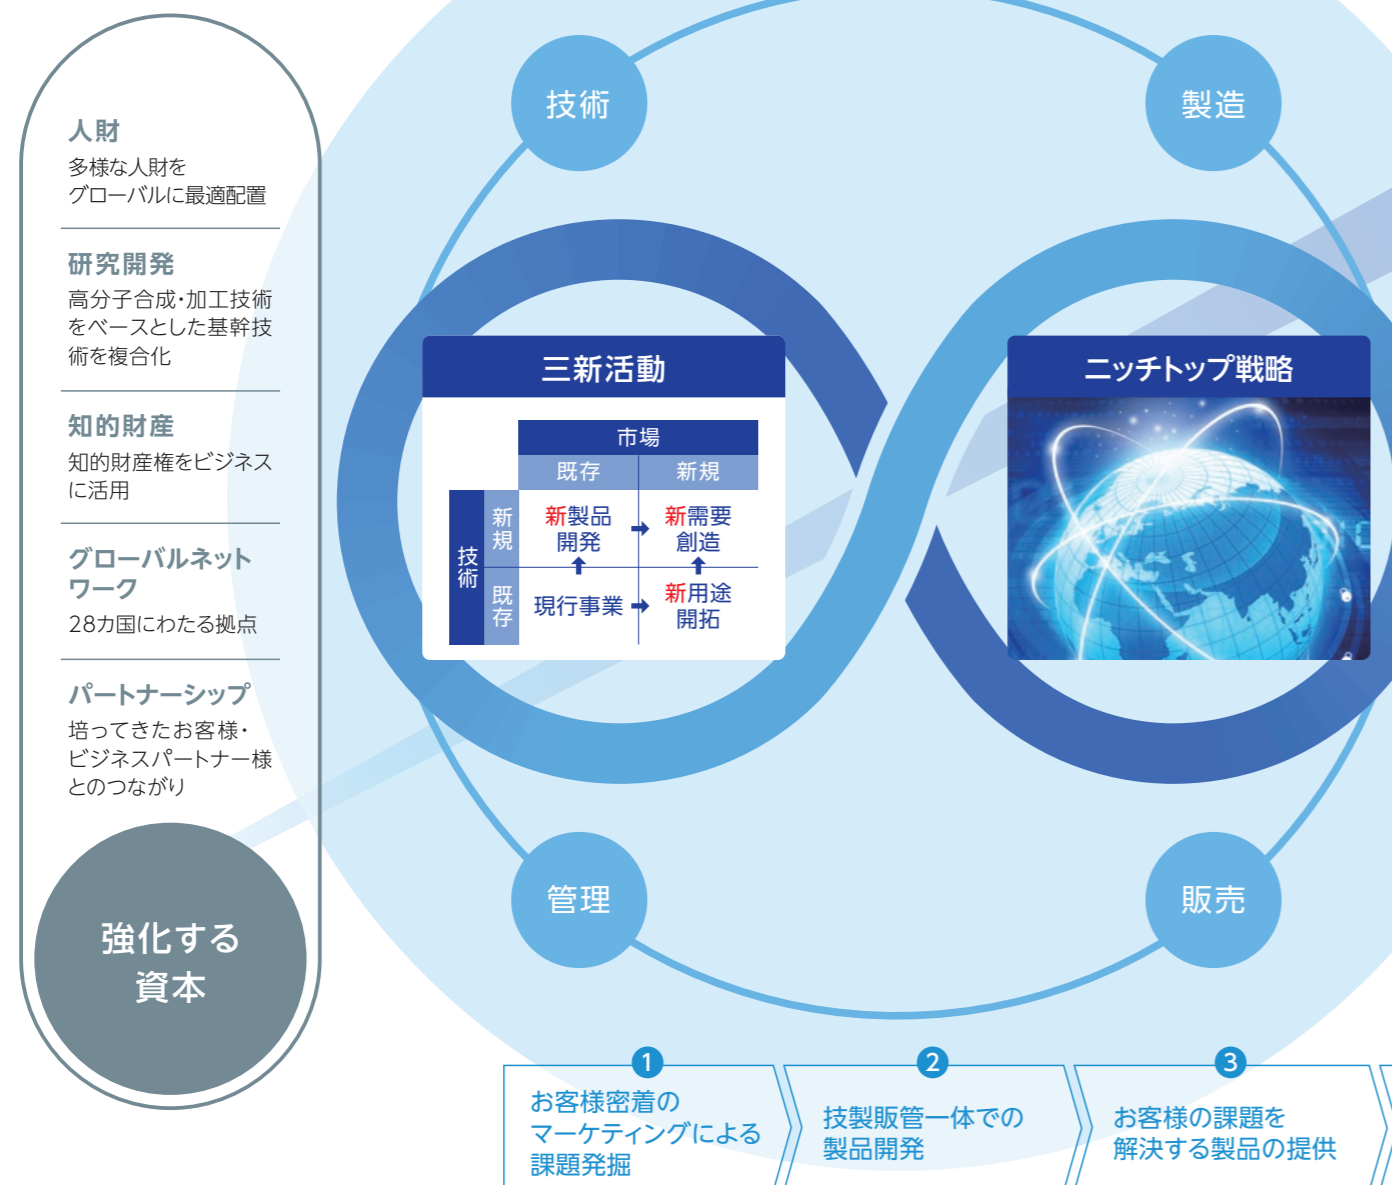 人財
多様な人財を
グローバルに最適配置
研究開発
高分子合成・加工技術
をベースとした基幹技
術を複合化
知的財産
知的財産権をビジネス
に活用
グローバルネット
ワーク
28カ国にわたる拠点
パートナーシップ
培ってきたお客様・
ビジネスパートナー様
とのつながり
強化する
資本
技術
製造
三新活動
市場
既存
新規
技術
新規
新製品
開発
新需要
創造
既存
現行事業
新用途
開拓
ニッチトップ戦略
管理
販売
1
お客様密着の
マーケティングによる
課題発掘
2
技製販管一体での
製品開発
3
お客様の課題を
解決する製品の提供